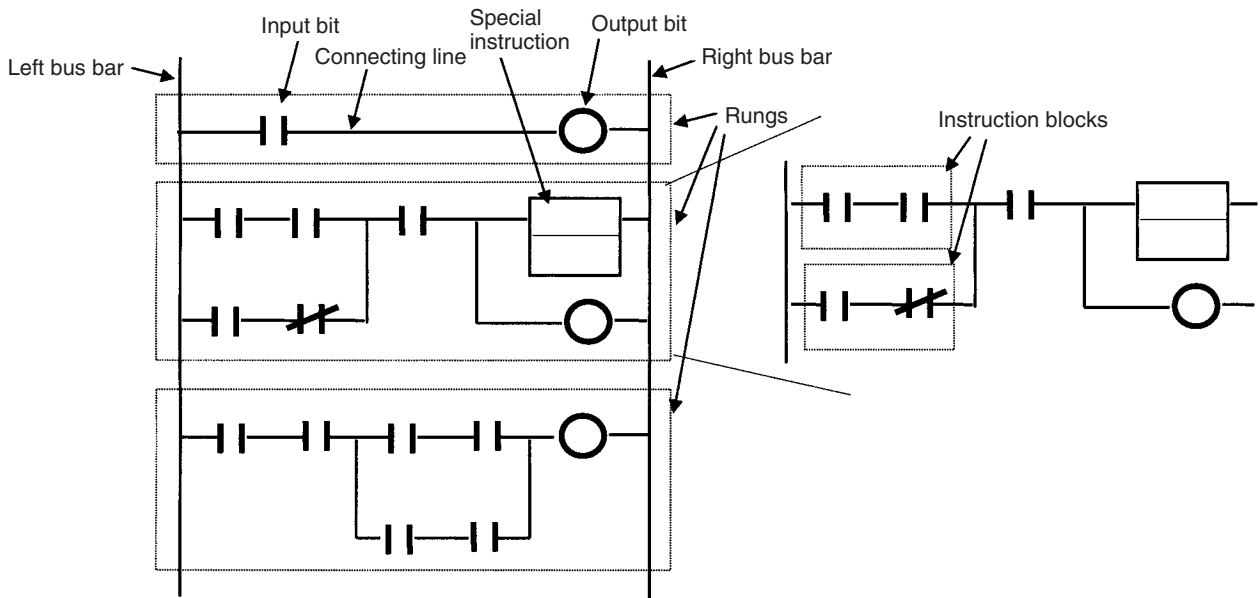 Special
instruction
Input bit
Output bit
Connecting line
Left bus bar
Right bus bar
Rungs
Instruction blocks